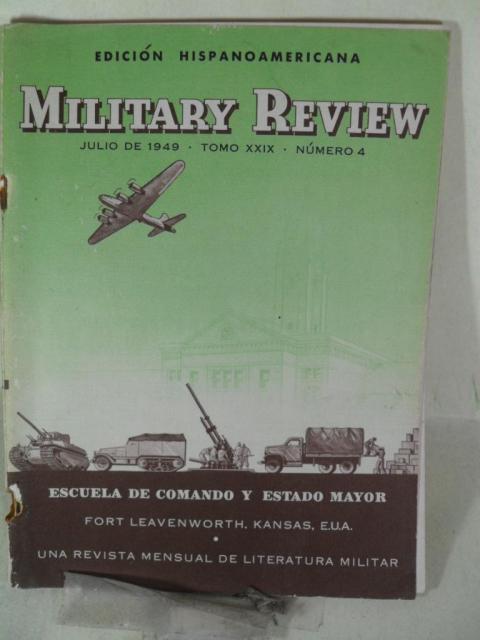 EDICIÓN HISPANOAMERICANA
MILITARY REVIEW
JULIO DE 1949 · TOMO XXIX · NÚMERO 4
ESCUELA DE COMANDO Y ESTADO MAYOR
FORT LEAVENWORTH, KANSAS, E.U.A.
•
UNA REVISTA MENSUAL DE LITERATURA MILITAR